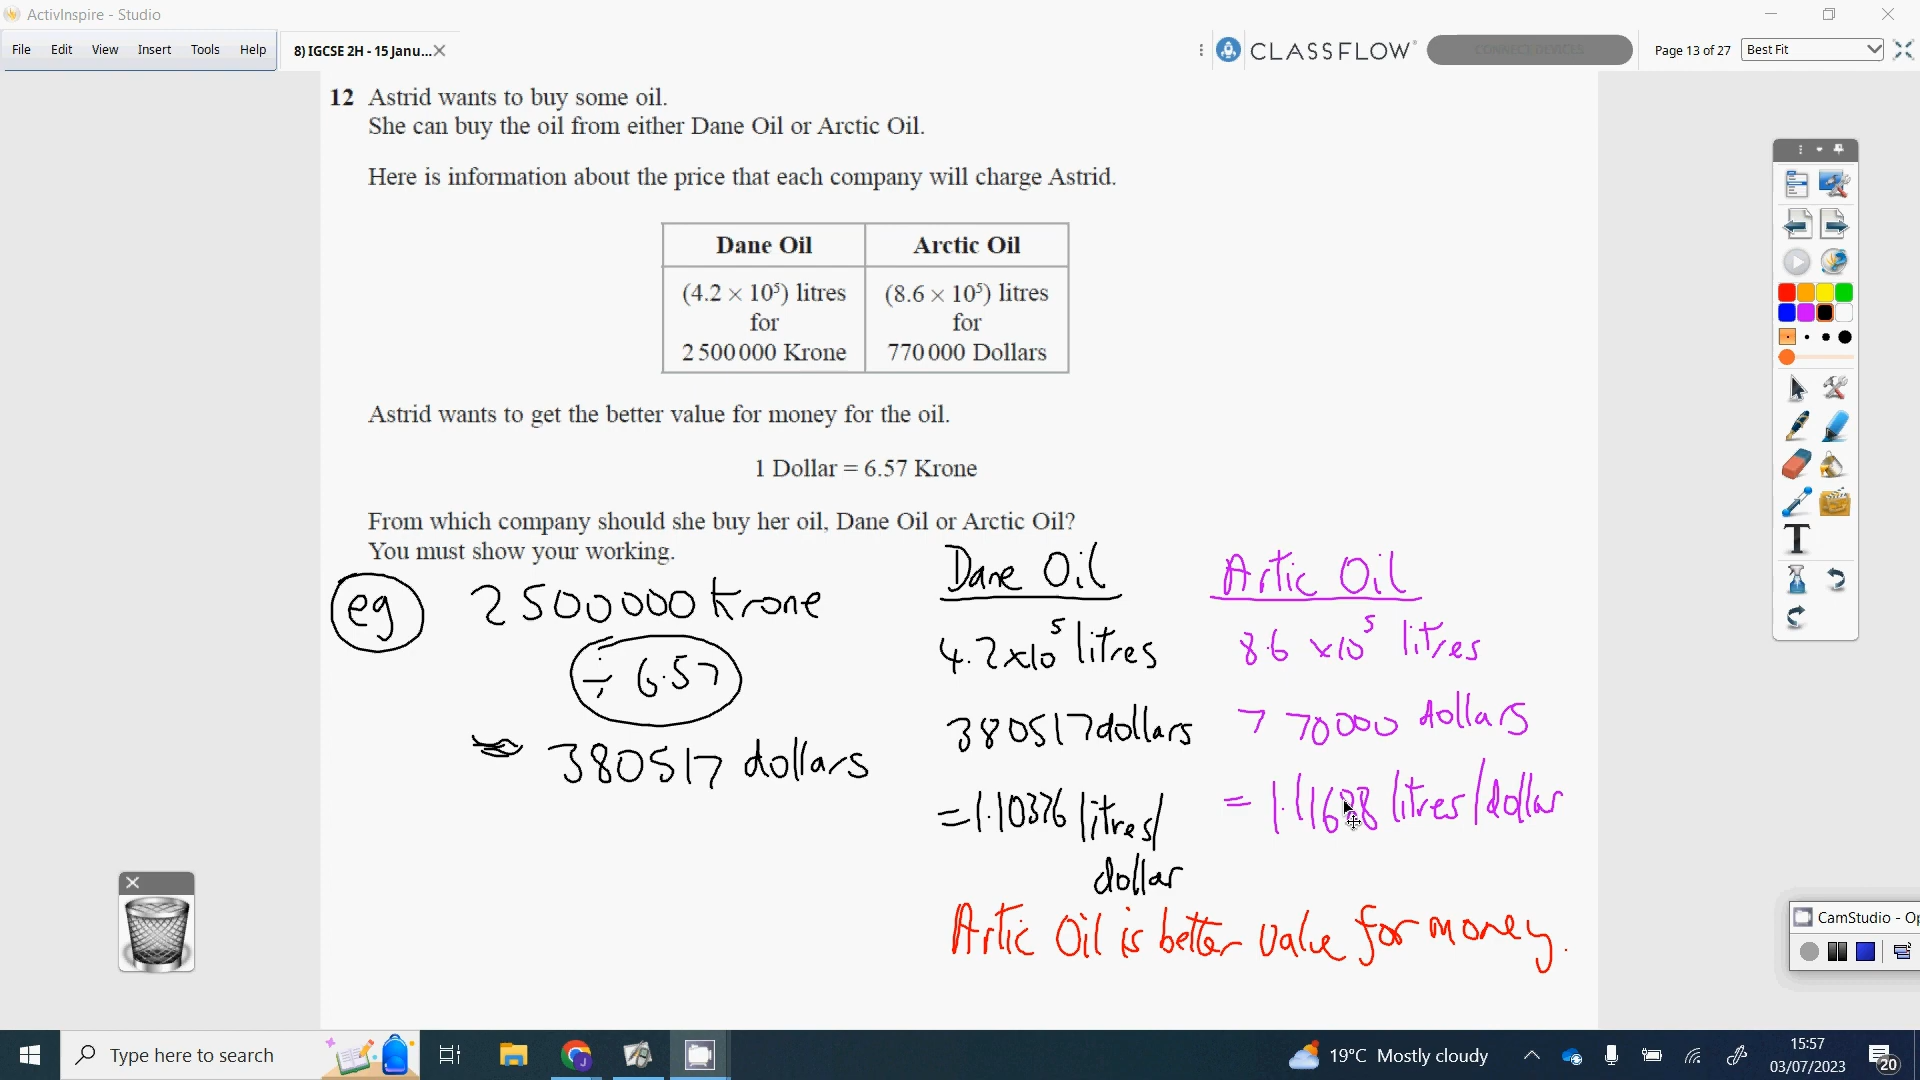 ActivInspire - Studio
File Edit View Insert Tools Help
8) IGCSE 2H - 15 Janu...
CLASSFLOW
CONNECT DEVICES
Page 13 of 27
Best Fit
12 Astrid wants to buy some oil.
She can buy the oil from either Dane Oil or Arctic Oil.
Here is information about the price that each company will charge Astrid.
Dane Oil Arctic Oil
(4.2 × 10⁵) litres (8.6 × 10⁵) litres
for for
2 500 000 Krone 770 000 Dollars
Astrid wants to get the better value for money for the oil.
1 Dollar = 6.57 Krone
From which company should she buy her oil, Dane Oil or Arctic Oil?
You must show your working.
eg
2500000 Krone
÷ 6.57
380517 dollars
Dane Oil
4.2×10⁵ litres
380517 dollars
=1.10376 litres/
dollar
Artic Oil
8.6 ×10⁵ litres
770000 dollars
= 1.11688 litres/dollar
Artic Oil is better value for money.
T
CamStudio - Op
Type here to search
19°C Mostly cloudy
15:57
03/07/2023
20